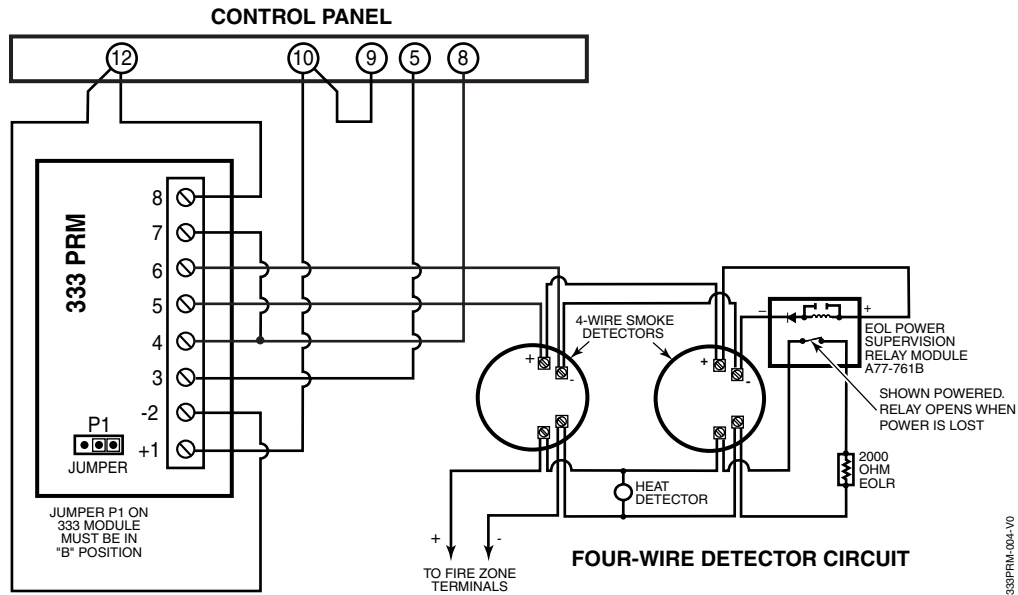 CONTROL PANEL
12
10
9
5
8
333 PRM
8
7
6
5
4
3
-2
+1
P1
JUMPER
JUMPER P1 ON
333 MODULE
MUST BE IN
"B" POSITION
4-WIRE SMOKE
DETECTORS
+
-
+
-
–
+
EOL POWER
SUPERVISION
RELAY MODULE
A77-761B
SHOWN POWERED.
RELAY OPENS WHEN
POWER IS LOST
2000
OHM
EOLR
HEAT
DETECTOR
+
-
TO FIRE ZONE
TERMINALS
FOUR-WIRE DETECTOR CIRCUIT
333PRM-004-V0